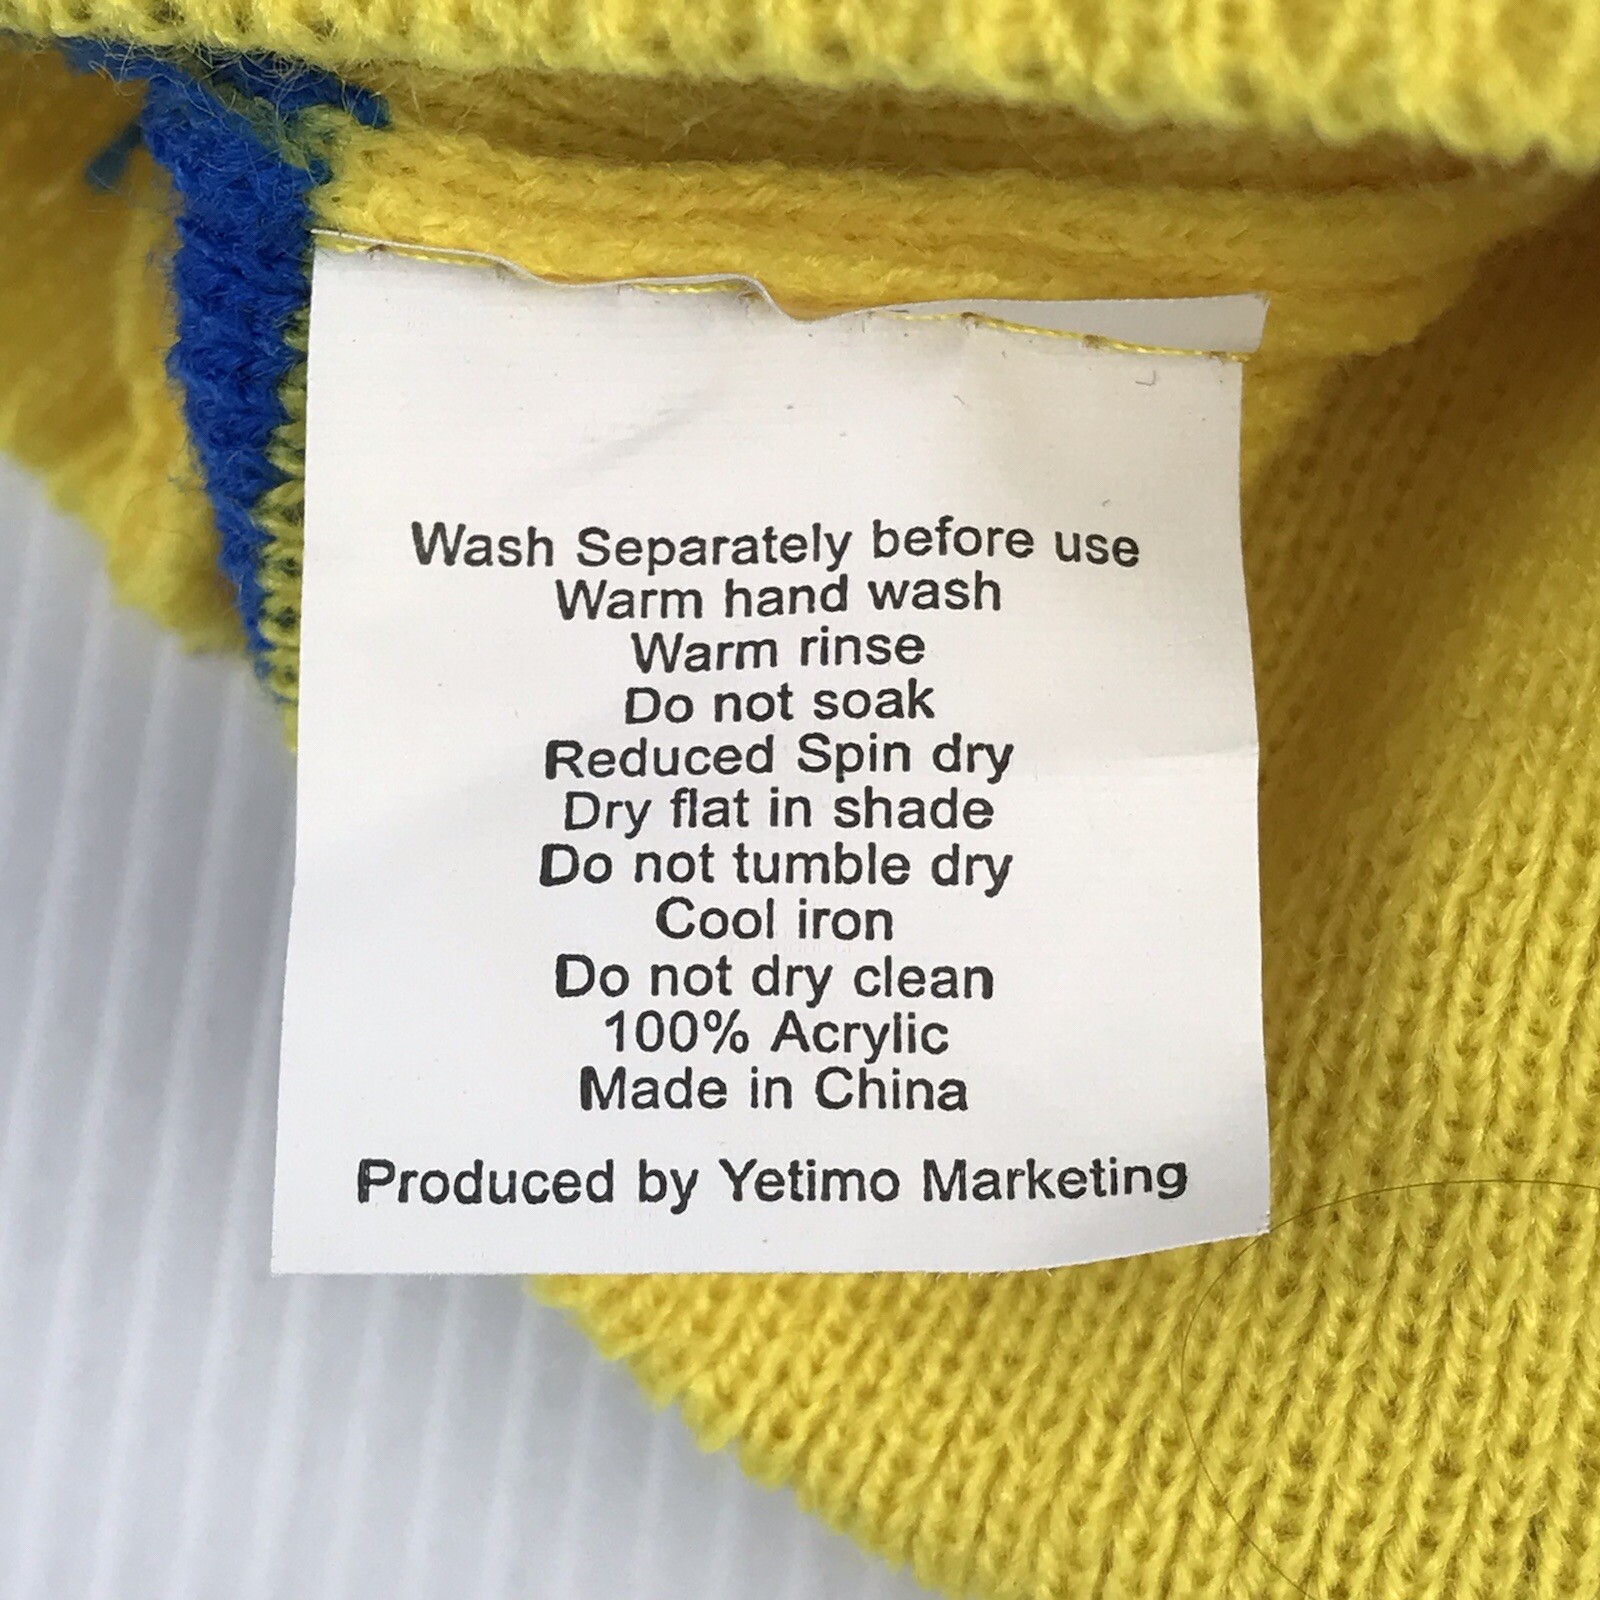 Wash Separately before use
Warm hand wash
Warm rinse
Do not soak
Reduced Spin dry
Dry flat in shade
Do not tumble dry
Cool iron
Do not dry clean
100% Acrylic
Made in China
Produced by Yetimo Marketing